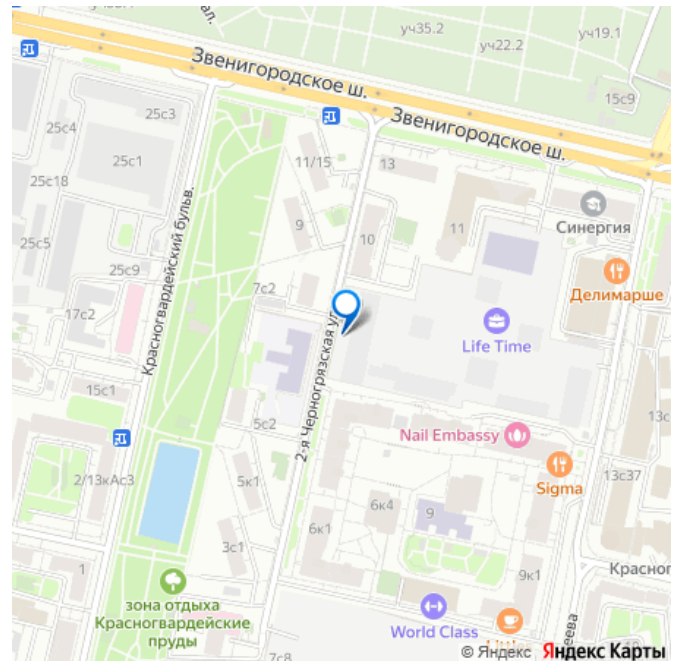 уч35.2
уч19.1
уч22.2
Звенигородское ш.
15с9
25с3
Звенигородское ш.
25с4
25с1
11/15
13
25с18
Синергия
9
11
10
25с5
25с9
Делимарше
7с2
17с2
Красногвардейский бульв.
2-я Черногрязская ул.
Life Time
15с1
5с2
Nail Embassy
13с
Sigma
13с37
2/13кАс3
5к1
6к4
9
6к1
3с1
1
9к1
Красног
зона отдыха
Красногвардейские
пруды
World Class
7с8
© Яндекс Яндекс Карты